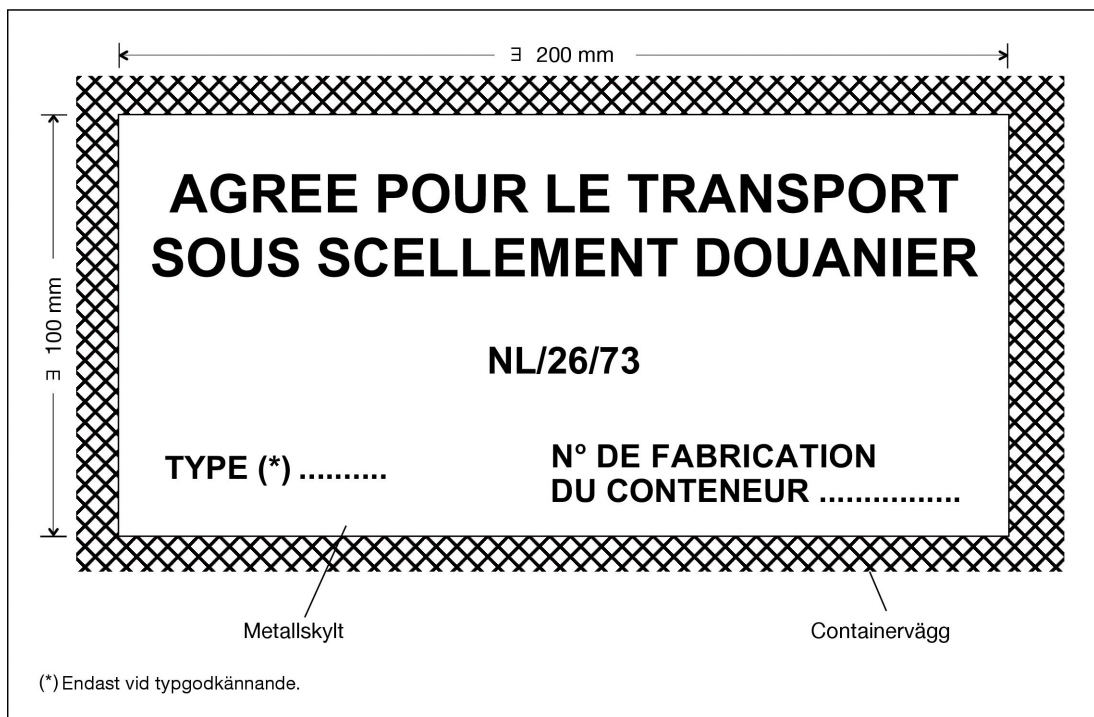 ∃ 200 mm
∃ 100 mm
AGREE POUR LE TRANSPORT
SOUS SCELLEMENT DOUANIER
NL/26/73
TYPE (*) ..........
Nº DE FABRICATION
DU CONTENEUR ................
Metallskylt
Containervägg
(*) Endast vid typgodkännande.